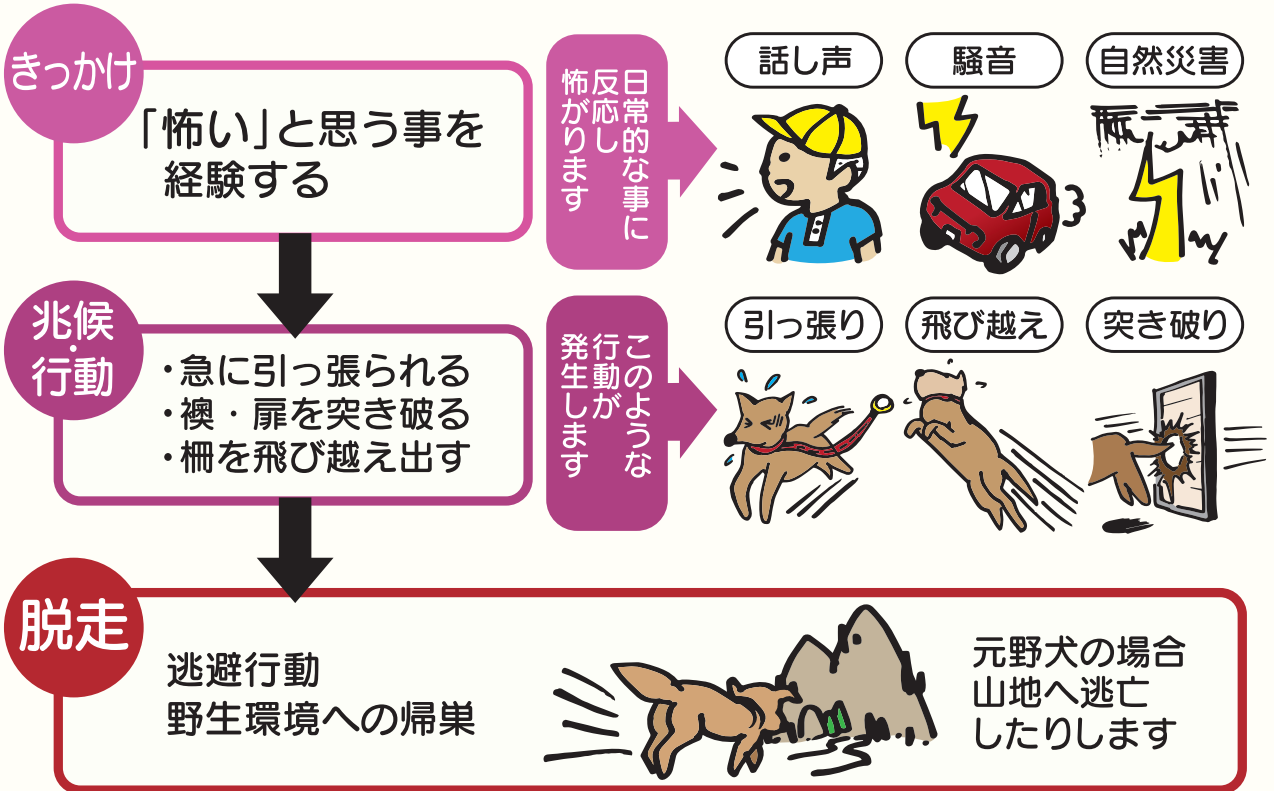 きっかけ
「怖い」と思う事を
経験する
日常的な事に
反応し
怖がります
話し声
騒音
自然災害
兆候・
行動
・急に引っ張られる
・襖・扉を突き破る
・柵を飛び越え出す
このような
行動が
発生します
引っ張り
飛び越え
突き破り
脱走
逃避行動
野生環境への帰巣
元野犬の場合
山地へ逃亡
したりします